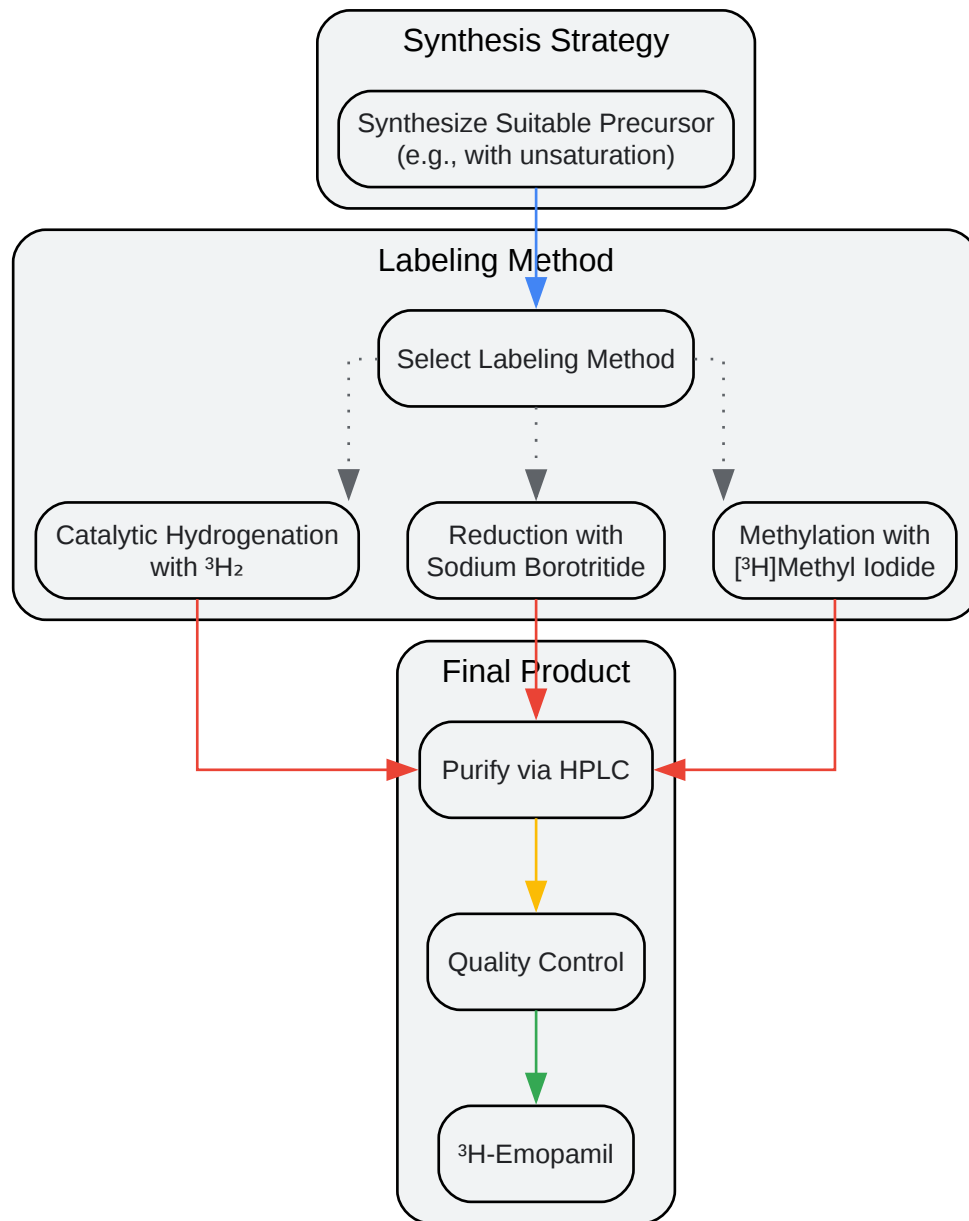 Synthesis Strategy
Synthesize Suitable Precursor
(e.g., with unsaturation)
Labeling Method
Select Labeling Method
Catalytic Hydrogenation
with ³H₂
Reduction with
Sodium Borotritide
Methylation with
[³H]Methyl Iodide
Final Product
Purify via HPLC
Quality Control
³H-Emopamil